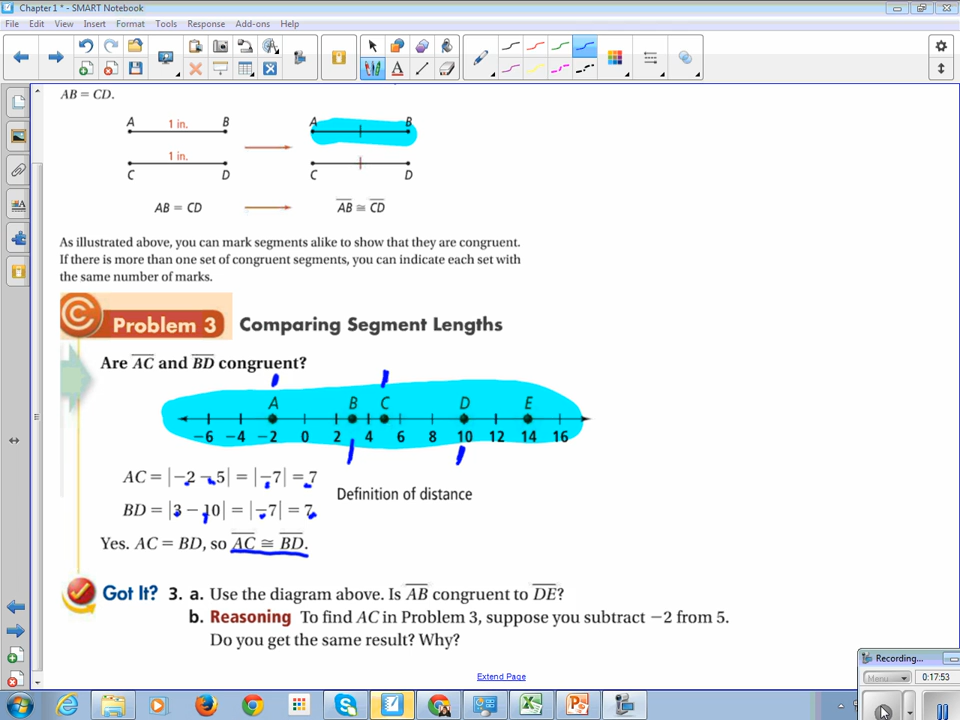 Chapter 1 * - SMART Notebook
File Edit View Insert Format Tools Response Add-ons Help
AB = CD.
A 1 in. B A B
1 in.
C D C D
AB = CD AB ≅ CD
As illustrated above, you can mark segments alike to show that they are congruent.
If there is more than one set of congruent segments, you can indicate each set with
the same number of marks.
C Problem 3 Comparing Segment Lengths
Are AC and BD congruent?
A B C D E
−6 −4 −2 0 2 4 6 8 10 12 14 16
AC = |−2 − 5| = |−7| = 7
Definition of distance
BD = |3 − 10| = |−7| = 7
Yes. AC = BD, so AC ≅ BD.
Got It? 3. a. Use the diagram above. Is AB congruent to DE?
b. Reasoning To find AC in Problem 3, suppose you subtract −2 from 5.
Do you get the same result? Why?
Extend Page
Recording...
Menu 0:17:53